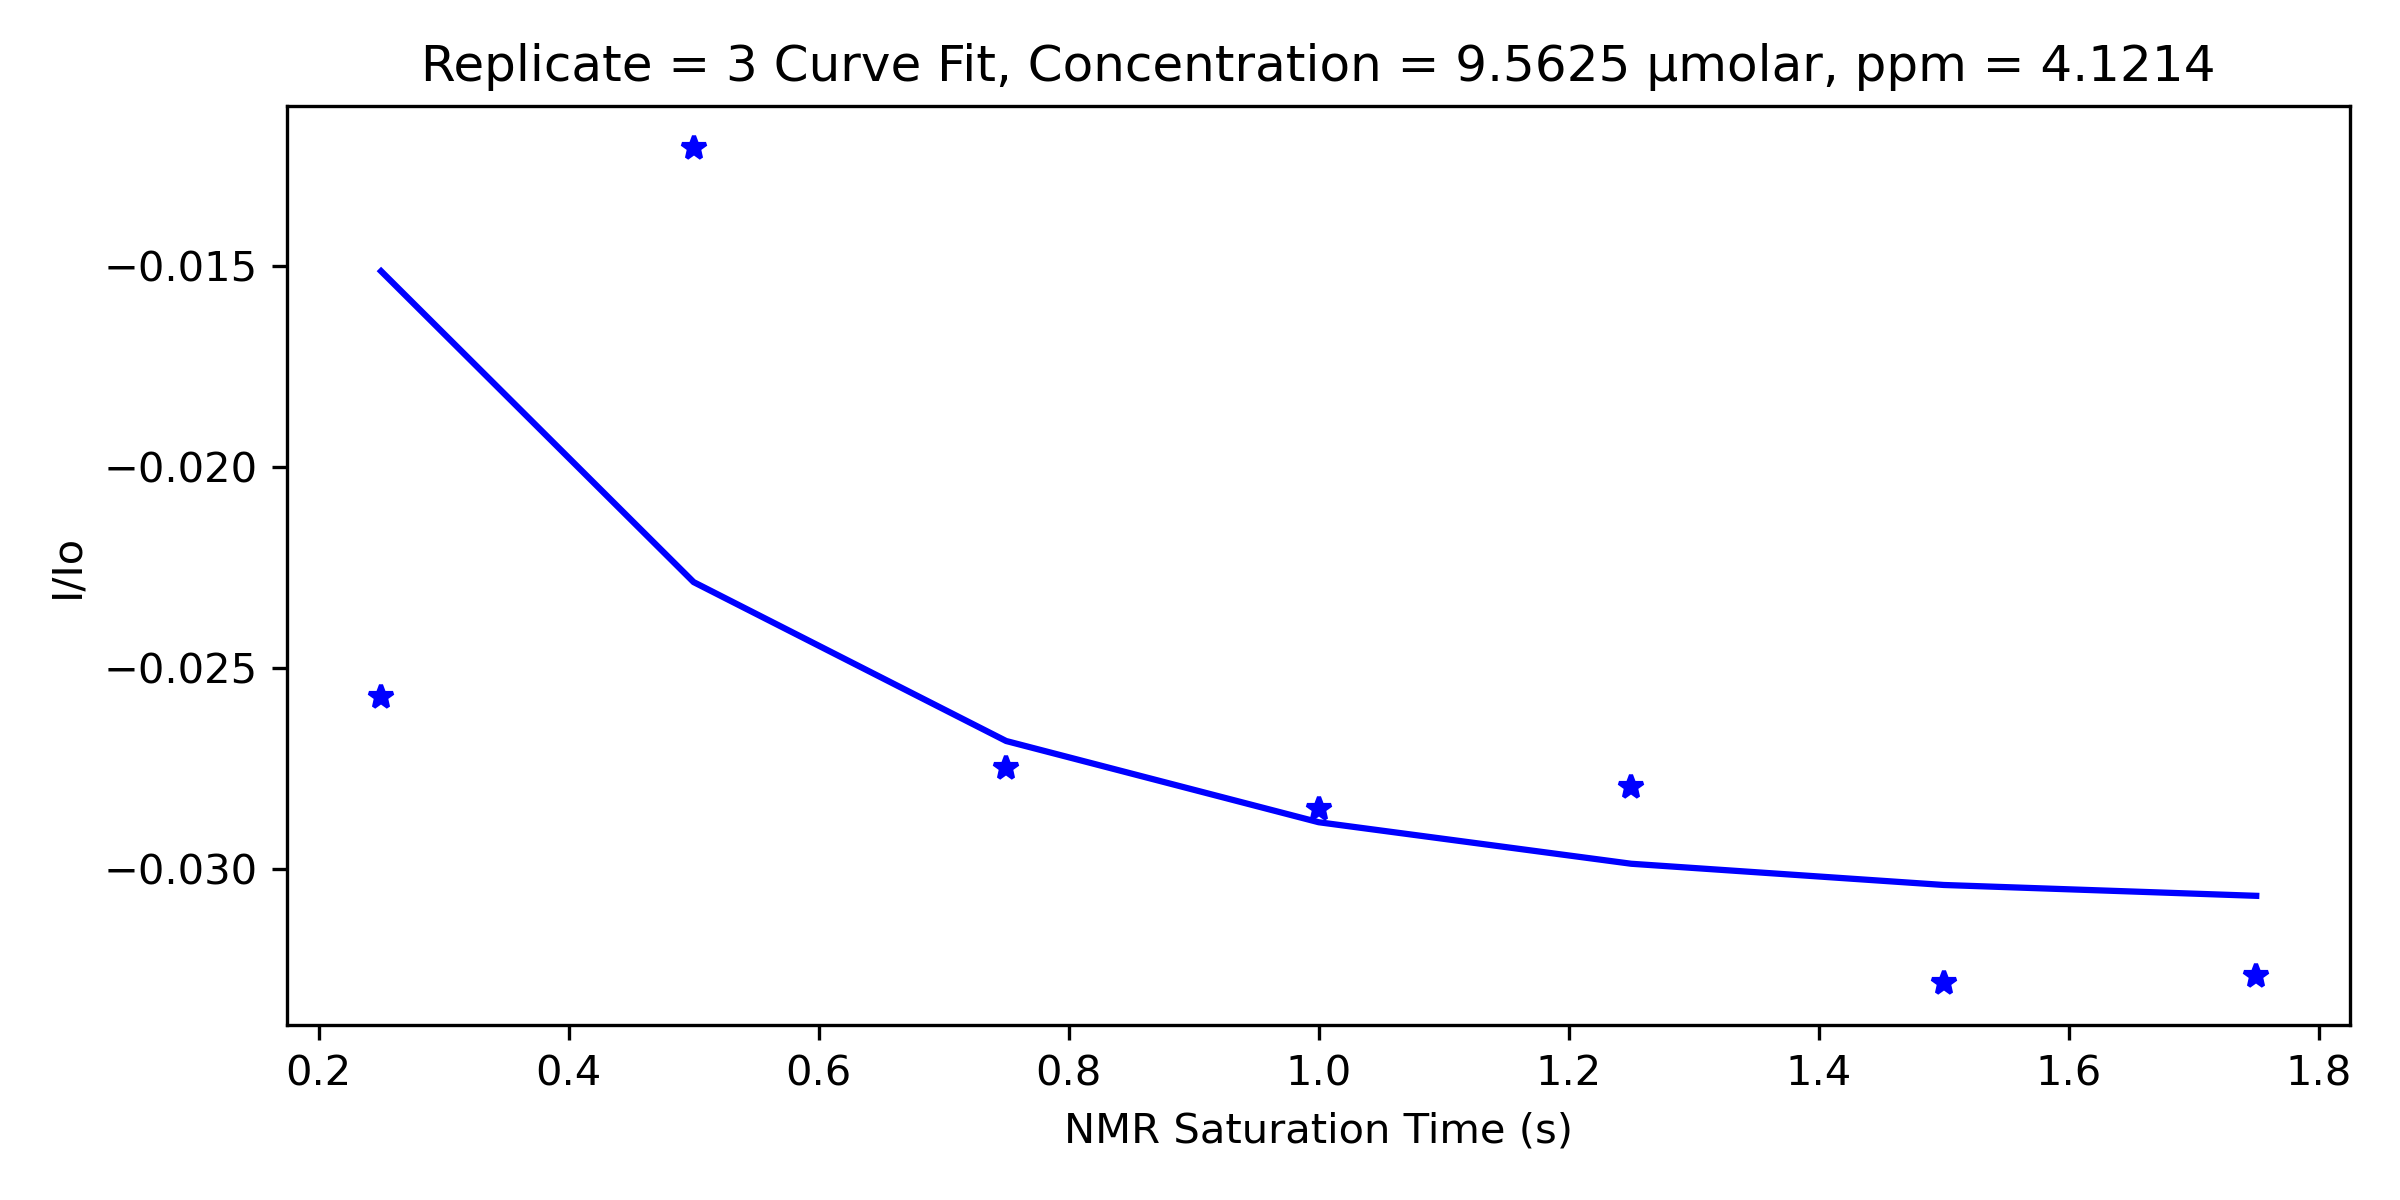 Replicate = 3 Curve Fit, Concentration = 9.5625 µmolar, ppm = 4.1214
−0.015
−0.020
−0.025
−0.030
I/Io
0.2 0.4 0.6 0.8 1.0 1.2 1.4 1.6 1.8
NMR Saturation Time (s)